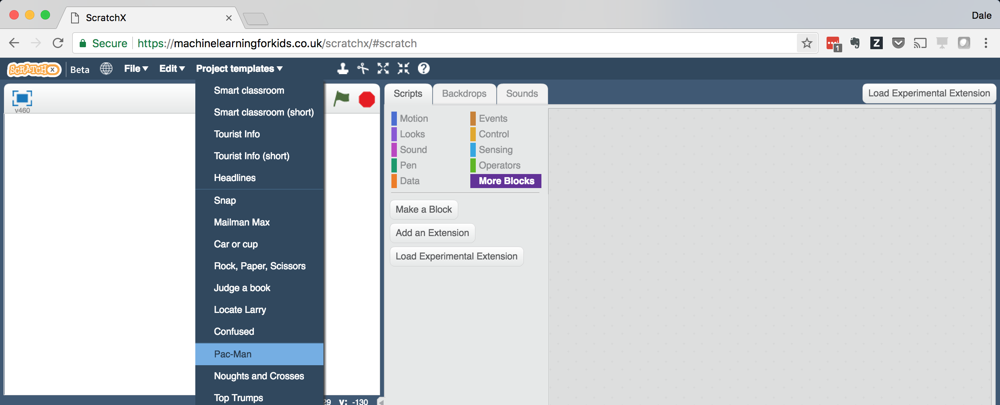 ScratchX
Dale
Secure https://machinelearningforkids.co.uk/scratchx/#scratch
1
Z
SCRATCH X Beta File Edit Project templates ?
v460
Smart classroom
Smart classroom (short)
Tourist Info
Tourist Info (short)
Headlines
Snap
Mailman Max
Car or cup
Rock, Paper, Scissors
Judge a book
Locate Larry
Confused
Pac-Man
Noughts and Crosses
Top Trumps
29 y: -130
Scripts Backdrops Sounds
Load Experimental Extension
Motion Events
Looks Control
Sound Sensing
Pen Operators
Data More Blocks
Make a Block
Add an Extension
Load Experimental Extension